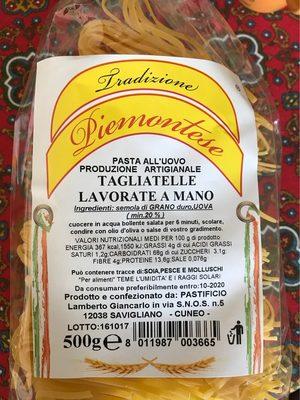 Tradizione
Piemontese
PASTA ALL'UOVO
PRODUZIONE ARTIGIANALE
TAGLIATELLE
LAVORATE A MANO
Ingredienti: semola di GRANO duro,UOVA
( min.20 % )
cuocere in acqua bollente salata per 6 minuti, scolare,
condire con olio d'oliva o salse di vostro gradimento.
VALORI NUTRIZIONALI MEDI PER 100 g di prodotto:
ENERGIA 367 kcal,1550 kz;GRASSI 4g di cui ACIDI GRASSI
SATURI 1,2g;CARBOIDRATI 68g di cui ZUCCHERI 3,1g;
FIBRE 4g;PROTEINE 13,6g;SALE 0,076g
Può contenere tracce di:SOIA,PESCE E MOLLUSCHI
"Per alimenti" TEME L'UMIDITA' E I RAGGI SOLARI
Da consumare preferibilmente entro:10-2020
Prodotto e confezionato da: PASTIFICIO
Lamberto Giancarlo in via S.N.O.S. n.5
12038 SAVIGLIANO - CUNEO -
LOTTO:161017
500g e
8 011987 003665